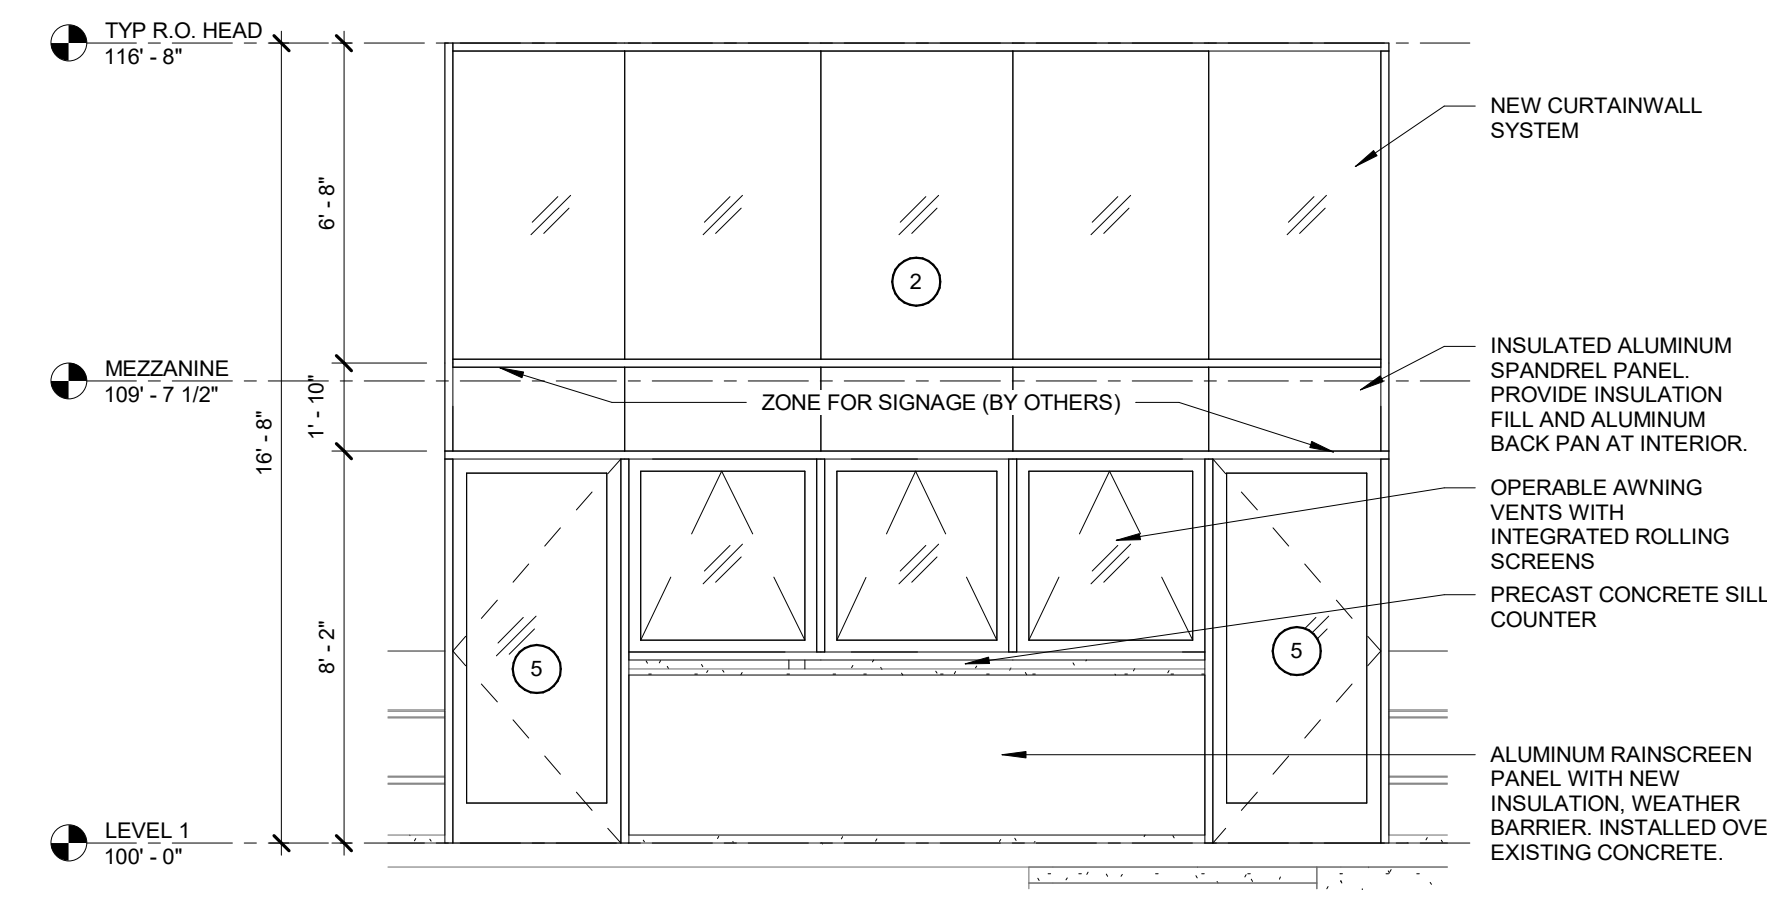 TYP R.O. HEAD
116' - 8"
NEW CURTAINWALL
SYSTEM
6' - 8"
2
MEZZANINE
109' - 7 1/2"
INSULATED ALUMINUM
SPANDREL PANEL.
PROVIDE INSULATION
FILL AND ALUMINUM
BACK PAN AT INTERIOR.
1' - 10"
ZONE FOR SIGNAGE (BY OTHERS)
16' - 8"
OPERABLE AWNING
VENTS WITH
INTEGRATED ROLLING
SCREENS
PRECAST CONCRETE SILL
COUNTER
8' - 2"
5
5
ALUMINUM RAINSCREEN
PANEL WITH NEW
INSULATION, WEATHER
BARRIER. INSTALLED OVE
EXISTING CONCRETE.
LEVEL 1
100' - 0"